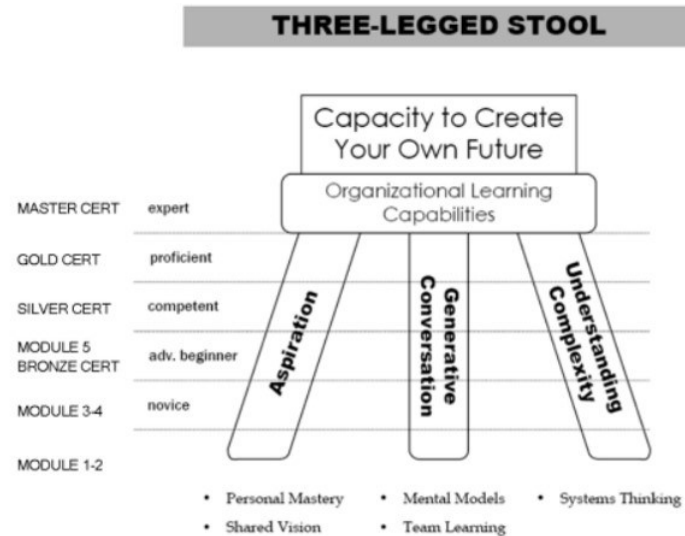 THREE-LEGGED STOOL
Capacity to Create
Your Own Future
Organizational Learning
Capabilities
MASTER CERT expert
GOLD CERT proficient
SILVER CERT competent
MODULE 5
BRONZE CERT adv. beginner
MODULE 3-4 novice
MODULE 1-2
Aspiration
Generative
Conversation
Understanding
Complexity
• Personal Mastery • Mental Models • Systems Thinking
• Shared Vision • Team Learning